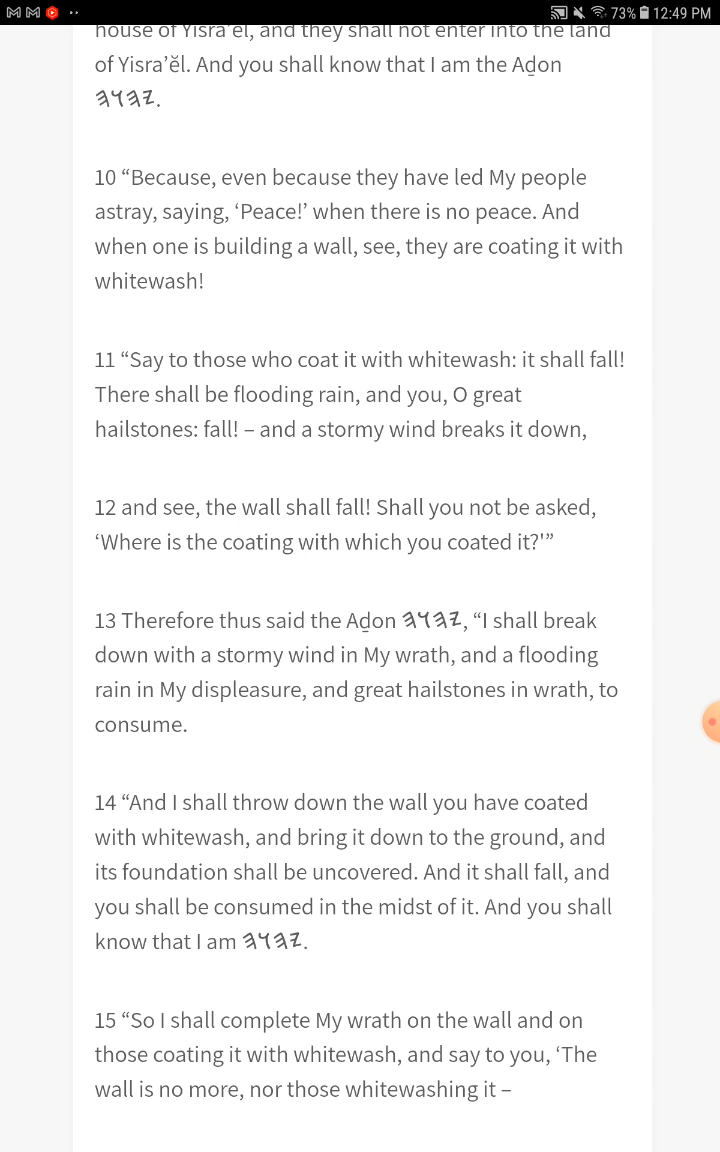 73% 12:49 PM
house of Yisra’ĕl, and they shall not enter into the land
of Yisra’ĕl. And you shall know that I am the Aḏon
𐤉𐤄𐤅𐤄.
10 “Because, even because they have led My people
astray, saying, ‘Peace!’ when there is no peace. And
when one is building a wall, see, they are coating it with
whitewash!
11 “Say to those who coat it with whitewash: it shall fall!
There shall be flooding rain, and you, O great
hailstones: fall! – and a stormy wind breaks it down,
12 and see, the wall shall fall! Shall you not be asked,
‘Where is the coating with which you coated it?'”
13 Therefore thus said the Aḏon 𐤉𐤄𐤅𐤄, “I shall break
down with a stormy wind in My wrath, and a flooding
rain in My displeasure, and great hailstones in wrath, to
consume.
14 “And I shall throw down the wall you have coated
with whitewash, and bring it down to the ground, and
its foundation shall be uncovered. And it shall fall, and
you shall be consumed in the midst of it. And you shall
know that I am 𐤉𐤄𐤅𐤄.
15 “So I shall complete My wrath on the wall and on
those coating it with whitewash, and say to you, ‘The
wall is no more, nor those whitewashing it –